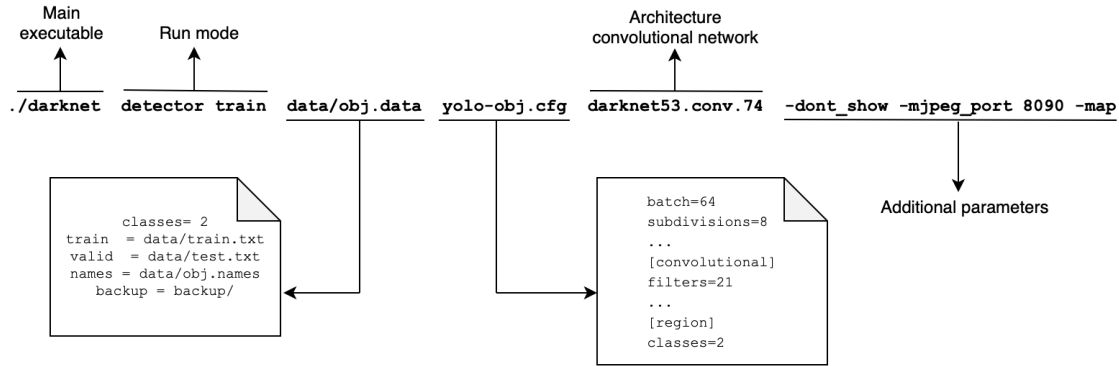 Main
executable
Run mode
Architecture
convolutional network
./darknet detector train data/obj.data yolo-obj.cfg darknet53.conv.74 -dont_show -mjpeg_port 8090 -map
classes= 2
train = data/train.txt
valid = data/test.txt
names = data/obj.names
backup = backup/
batch=64
subdivisions=8
...
[convolutional]
filters=21
...
[region]
classes=2
Additional parameters